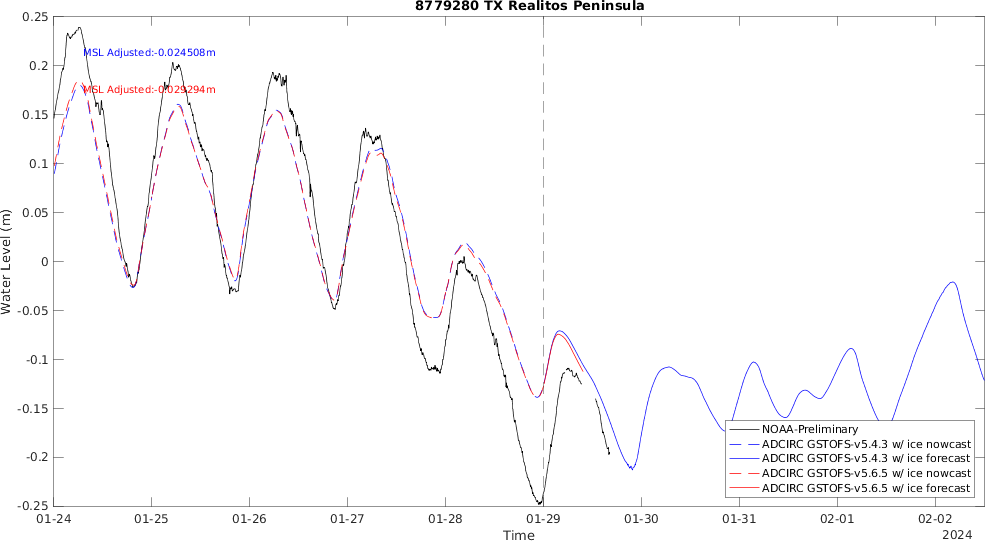 8779280 TX Realitos Peninsula
0.25
0.2
0.15
0.1
0.05
0
-0.05
-0.1
-0.15
-0.2
-0.25
Water Level (m)
MSL Adjusted:-0.024508m
MSL Adjusted:-0.029294m
NOAA-Preliminary
ADCIRC GSTOFS-v5.4.3 w/ ice nowcast
ADCIRC GSTOFS-v5.4.3 w/ ice forecast
ADCIRC GSTOFS-v5.6.5 w/ ice nowcast
ADCIRC GSTOFS-v5.6.5 w/ ice forecast
01-24 01-25 01-26 01-27 01-28 01-29 01-30 01-31 02-01 02-02
Time
2024